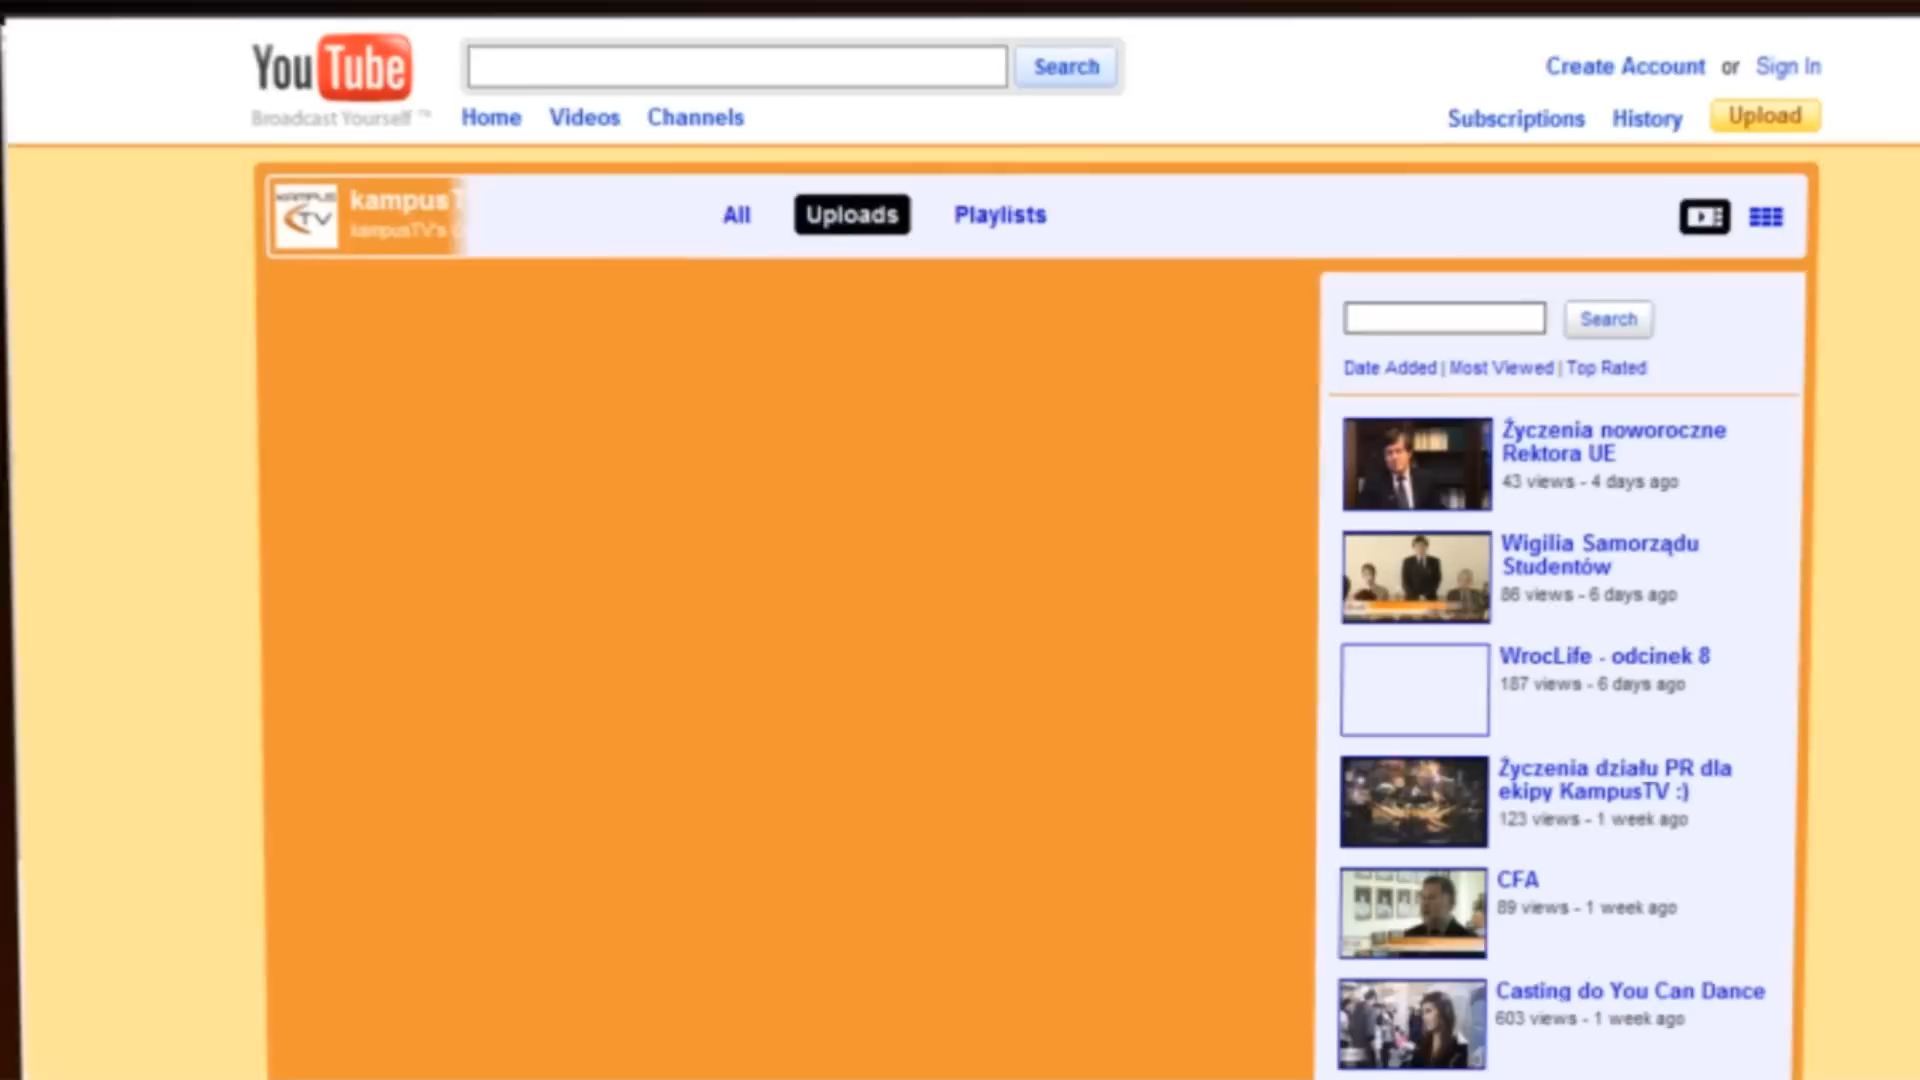 YouTube
Search
Create Account or Sign In
Broadcast Yourself ™
Home Videos Channels
Subscriptions History Upload
KAMPUS TV
kampusT
kampusTV's
All Uploads Playlists
Search
Date Added | Most Viewed | Top Rated
Życzenia noworoczne
Rektora UE
43 views - 4 days ago
Wigilia Samorządu
Studentów
86 views - 6 days ago
WrocLife - odcinek 8
187 views - 6 days ago
Życzenia działu PR dla
ekipy KampusTV :)
123 views - 1 week ago
CFA
89 views - 1 week ago
Casting do You Can Dance
603 views - 1 week ago